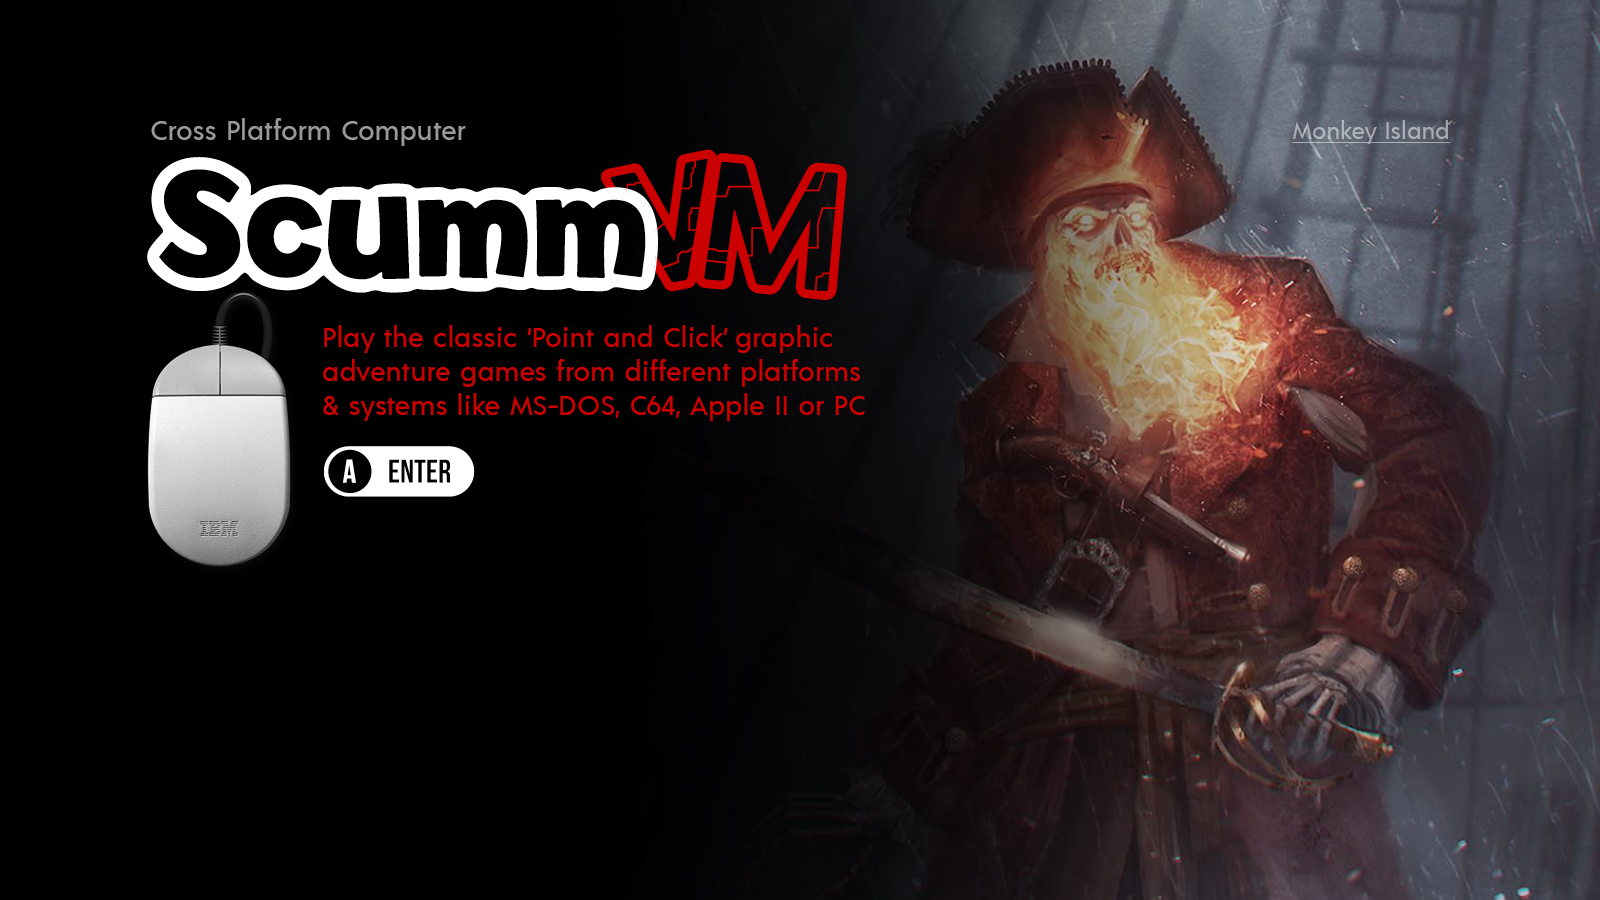 Cross Platform Computer
Monkey Island
ScummVM
Play the classic ‘Point and Click’ graphic
adventure games from different platforms
& systems like MS-DOS, C64, Apple II or PC
A ENTER
IBM